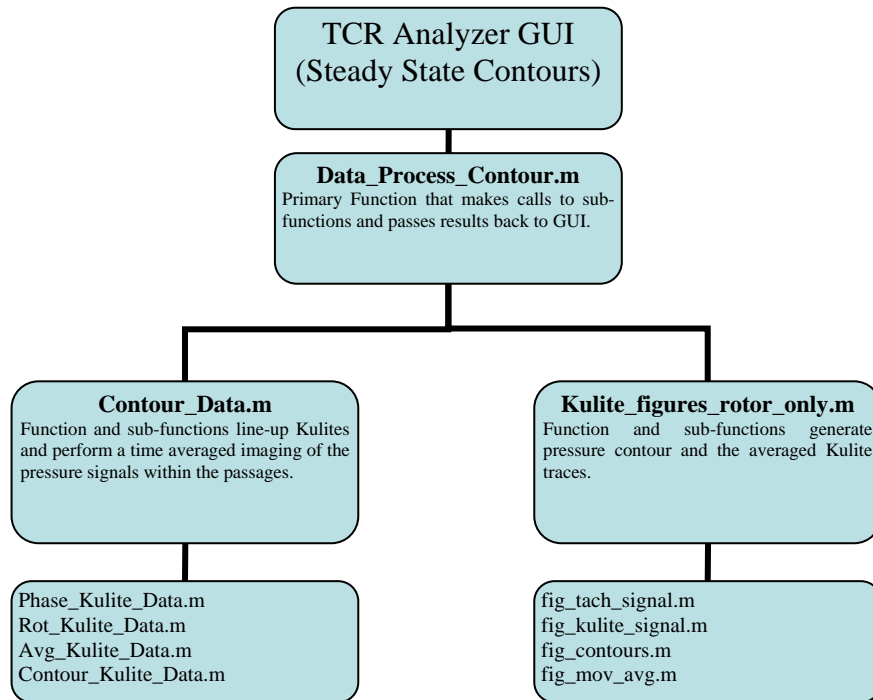 TCR Analyzer GUI
(Steady State Contours)
Data_Process_Contour.m
Primary Function that makes calls to sub-
functions and passes results back to GUI.
Contour_Data.m
Function and sub-functions line-up Kulites
and perform a time averaged imaging of the
pressure signals within the passages.
Kulite_figures_rotor_only.m
Function and sub-functions generate
pressure contour and the averaged Kulite
traces.
Phase_Kulite_Data.m
Rot_Kulite_Data.m
Avg_Kulite_Data.m
Contour_Kulite_Data.m
fig_tach_signal.m
fig_kulite_signal.m
fig_contours.m
fig_mov_avg.m